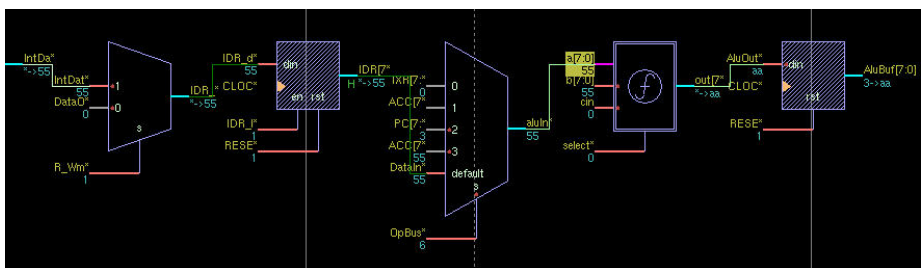 IntDa*
*->55
IntDat*
55
DataO*
0
1
0
s
R_Wm*
1
IDR_*
*->55
IDR_d*
55
CLOC*
din
en rst
IDR_l*
1
RESE*
1
IDR[7*
H *->55
IXR[7:*
0
ACC[7*
1
PC[7*
3
ACC[7*
55
DataIn*
55
0
1
2
3
default
s
OpBus*
6
aluIn*
55
a[7:0]
55
b[7:0]
55
cin
0
f
select*
0
out[7*
*->aa
AluOut*
aa
CLOC*
din
rst
RESE*
1
AluBuf[7:0]
3->aa